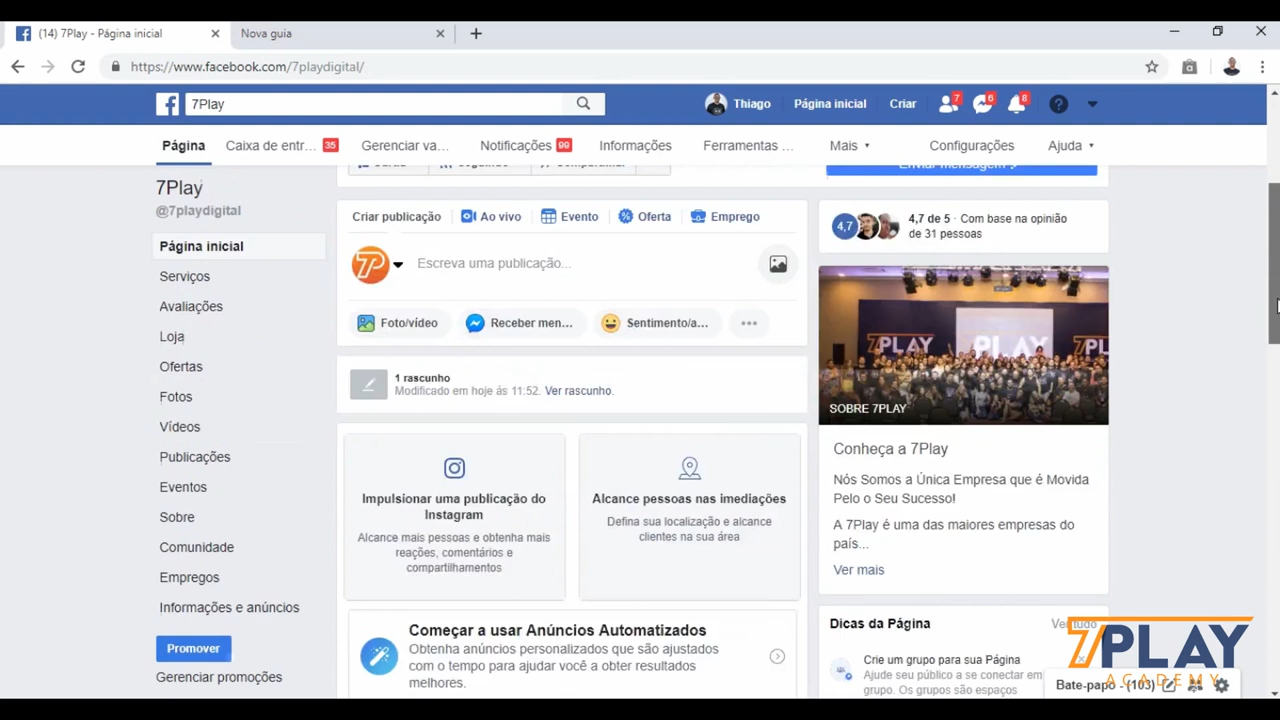 (14) 7Play - Página inicial
Nova guia
https://www.facebook.com/7playdigital/
7Play
Thiago
Página inicial
Criar
7
6
8
Página
Caixa de entr... 35
Gerenciar va...
Notificações 99
Informações
Ferramentas ...
Mais
Configurações
Ajuda
7Play
@7playdigital
Página inicial
Serviços
Avaliações
Loja
Ofertas
Fotos
Vídeos
Publicações
Eventos
Sobre
Comunidade
Empregos
Informações e anúncios
Promover
Gerenciar promoções
Enviar mensagem
Criar publicação
Ao vivo
Evento
Oferta
Emprego
7P
Escreva uma publicação...
Foto/vídeo
Receber men...
Sentimento/a...
1 rascunho
Modificado em hoje às 11:52. Ver rascunho.
Impulsionar uma publicação do
Instagram
Alcance mais pessoas e obtenha mais
reações, comentários e
compartilhamentos
Alcance pessoas nas imediações
Defina sua localização e alcance
clientes na sua área
Começar a usar Anúncios Automatizados
Obtenha anúncios personalizados que são ajustados
com o tempo para ajudar você a obter resultados
melhores.
4,7
4,7 de 5 · Com base na opinião
de 31 pessoas
7PLAY
SOBRE 7PLAY
Conheça a 7Play
Nós Somos a Única Empresa que é Movida
Pelo o Seu Sucesso!
A 7Play é uma das maiores empresas do
país...
Ver mais
Dicas da Página
Ver tudo
Crie um grupo para sua Página
Ajude seu público a se conectar em
grupo. Os grupos são espaços
Bate-papo - (103)
7PLAY
ACADEMY